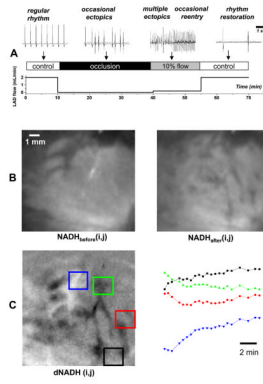 regular rhythm
occasional ectopics
multiple ectopics
occasional reentry
rhythm restoration
A
control
occlusion
10% flow
control
LAD flow (mL/min)
2
1
0
Time (min)
0 10 20 30 40 50 60 70
B
1 mm
NADHbefore(i,j)
NADHafter(i,j)
C
dNADH (i,j)
2 min